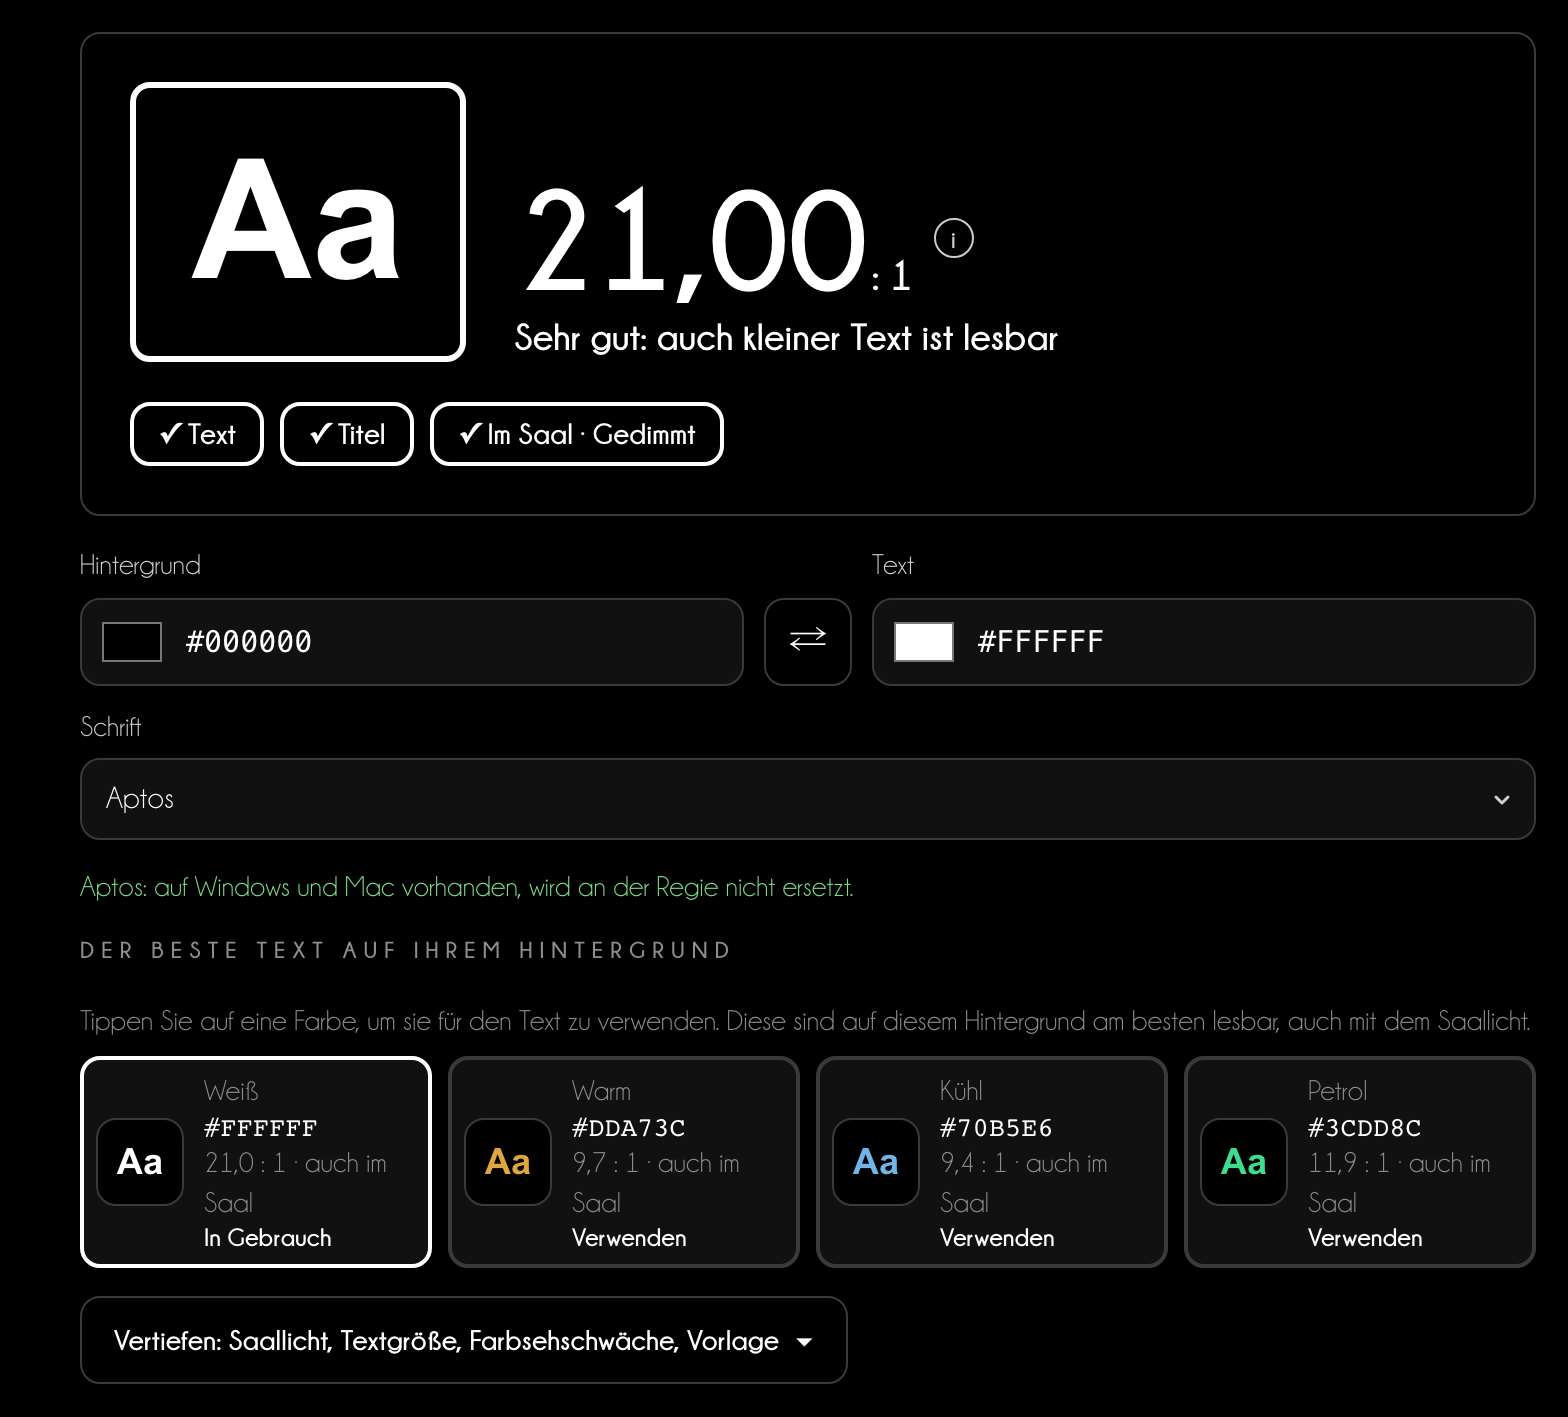 Aa
21,00 : 1 i
Sehr gut: auch kleiner Text ist lesbar
✓ Text ✓ Titel ✓ Im Saal · Gedimmt
Hintergrund Text
#000000 ⇄ #FFFFFF
Schrift
Aptos
Aptos: auf Windows und Mac vorhanden, wird an der Regie nicht ersetzt.
DER BESTE TEXT AUF IHREM HINTERGRUND
Tippen Sie auf eine Farbe, um sie für den Text zu verwenden. Diese sind auf diesem Hintergrund am besten lesbar, auch mit dem Saallicht.
Aa
Weiß
#FFFFFF
21,0 : 1 · auch im
Saal
In Gebrauch
Aa
Warm
#DDA73C
9,7 : 1 · auch im
Saal
Verwenden
Aa
Kühl
#70B5E6
9,4 : 1 · auch im
Saal
Verwenden
Aa
Petrol
#3CDD8C
11,9 : 1 · auch im
Saal
Verwenden
Vertiefen: Saallicht, Textgröße, Farbsehschwäche, Vorlage